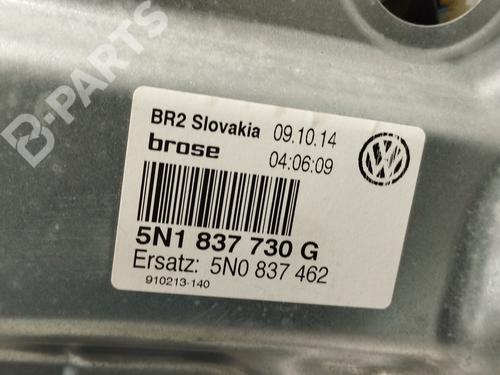 B-PARTS
BR2 Slovakia 09.10.14
brose 04:06:09
5N1 837 730 G
Ersatz: 5N0 837 462
910213-140